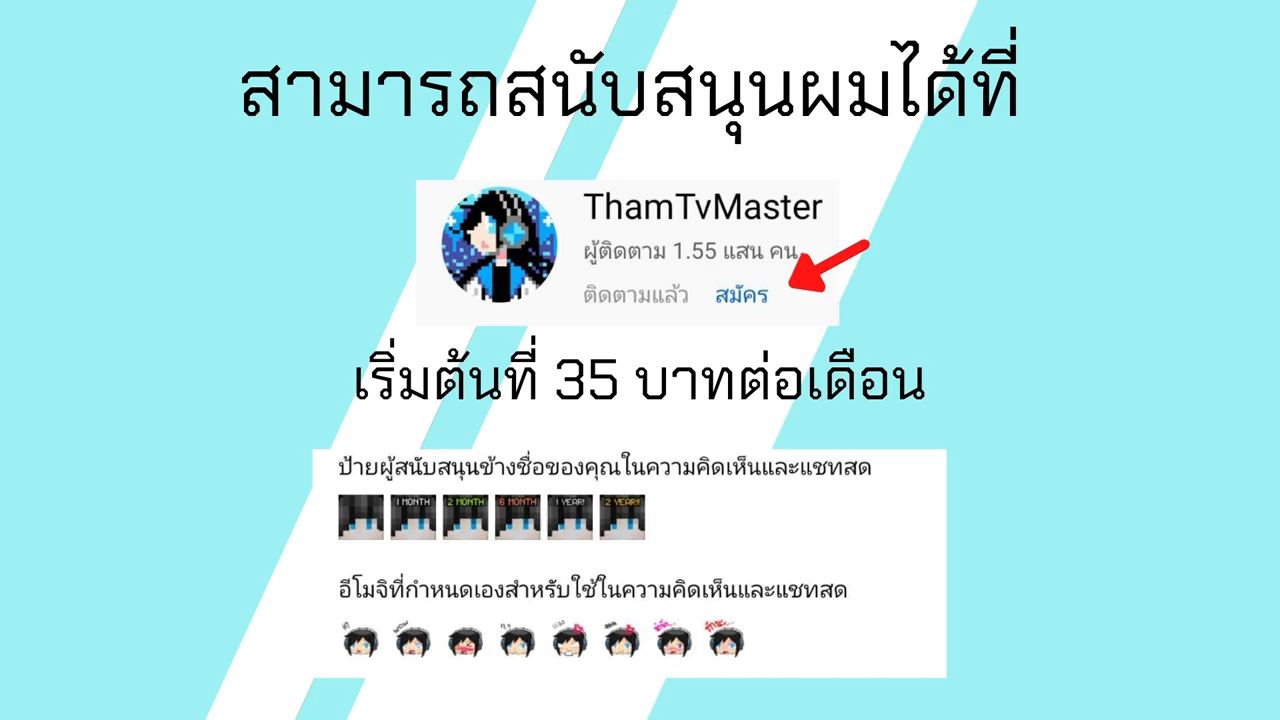 สามารถสนับสนุนผมได้ที่
ThamTvMaster
ผู้ติดตาม 1.55 แสน คน
ติดตามแล้ว สมัคร
เริ่มต้นที่ 35 บาทต่อเดือน
ป้ายผู้สนับสนุนข้างชื่อของคุณในความคิดเห็นและแชทสด
1 MONTH 2 MONTH 6 MONTH 1 YEAR! 2 YEAR!!
อีโมจิที่กำหนดเองสำหรับใช้ในความคิดเห็นและแชทสด